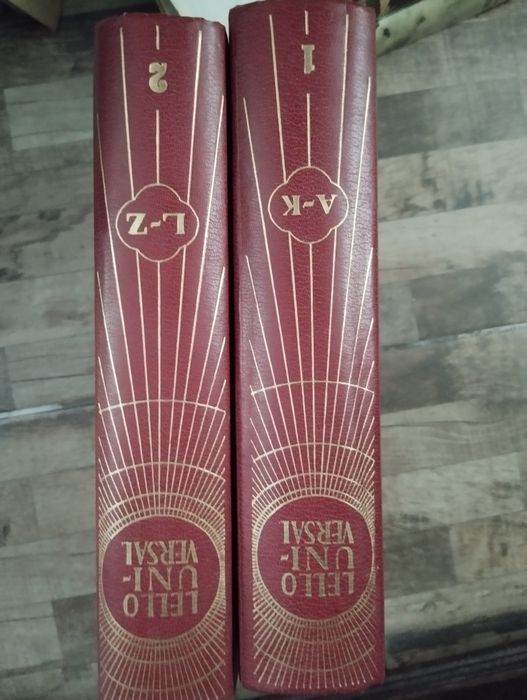 LELLO
UNI~
VERSAL
A~K
1
LELLO
UNI~
VERSAL
L~Z
2